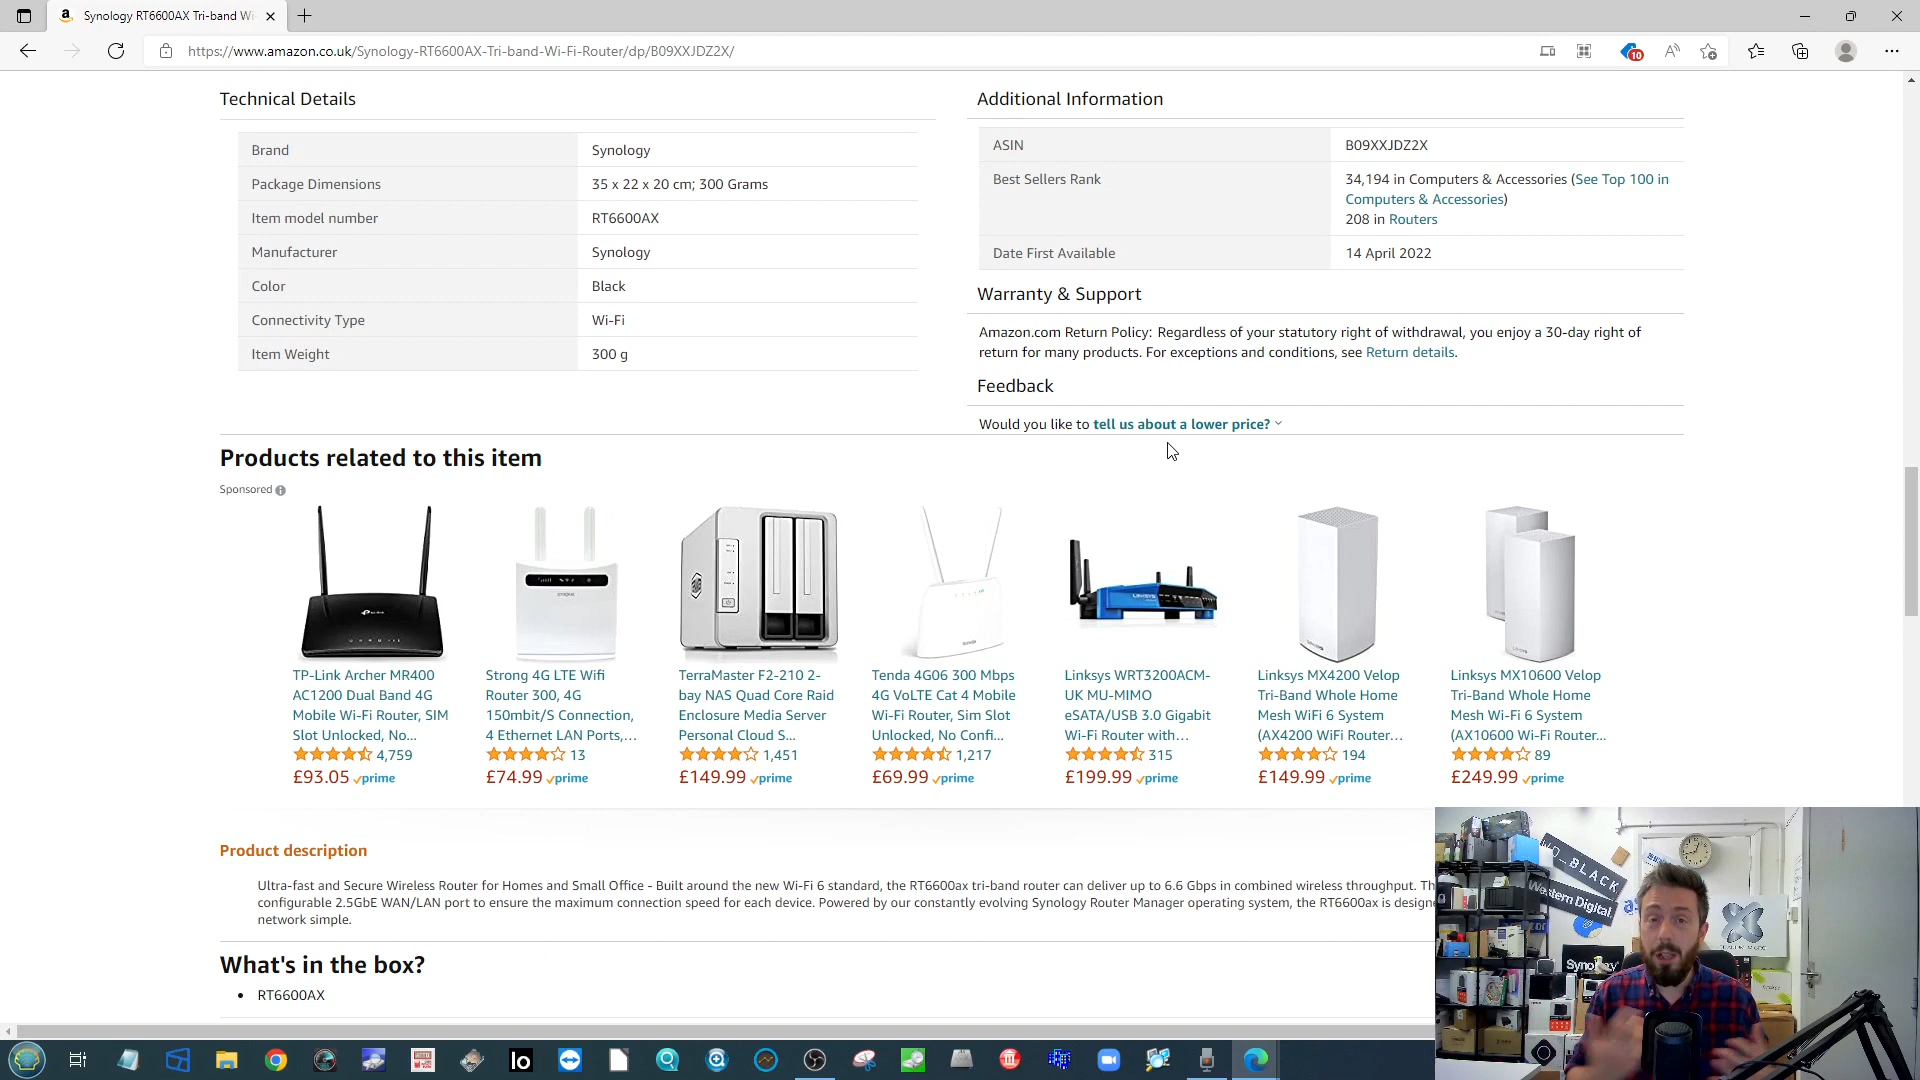 Synology RT6600AX Tri-band Wi
https://www.amazon.co.uk/Synology-RT6600AX-Tri-band-Wi-Fi-Router/dp/B09XXJDZ2X/
10
Technical Details
Brand Synology
Package Dimensions 35 x 22 x 20 cm; 300 Grams
Item model number RT6600AX
Manufacturer Synology
Color Black
Connectivity Type Wi-Fi
Item Weight 300 g
Additional Information
ASIN B09XXJDZ2X
Best Sellers Rank 34,194 in Computers & Accessories (See Top 100 in
Computers & Accessories)
208 in Routers
Date First Available 14 April 2022
Warranty & Support
Amazon.com Return Policy: Regardless of your statutory right of withdrawal, you enjoy a 30-day right of
return for many products. For exceptions and conditions, see Return details.
Feedback
Would you like to tell us about a lower price?
Products related to this item
Sponsored
TP-Link Archer MR400
AC1200 Dual Band 4G
Mobile Wi-Fi Router, SIM
Slot Unlocked, No...
4,759
£93.05 prime
Strong 4G LTE Wifi
Router 300, 4G
150mbit/S Connection,
4 Ethernet LAN Ports,...
13
£74.99 prime
TerraMaster F2-210 2-
bay NAS Quad Core Raid
Enclosure Media Server
Personal Cloud S...
1,451
£149.99 prime
Tenda 4G06 300 Mbps
4G VoLTE Cat 4 Mobile
Wi-Fi Router, Sim Slot
Unlocked, No Confi...
1,217
£69.99 prime
Linksys WRT3200ACM-
UK MU-MIMO
eSATA/USB 3.0 Gigabit
Wi-Fi Router with...
315
£199.99 prime
Linksys MX4200 Velop
Tri-Band Whole Home
Mesh WiFi 6 System
(AX4200 WiFi Router...
194
£149.99 prime
Linksys MX10600 Velop
Tri-Band Whole Home
Mesh Wi-Fi 6 System
(AX10600 Wi-Fi Router...
89
£249.99 prime
Product description
Ultra-fast and Secure Wireless Router for Homes and Small Office - Built around the new Wi-Fi 6 standard, the RT6600ax tri-band router can deliver up to 6.6 Gbps in combined wireless throughput. Th
configurable 2.5GbE WAN/LAN port to ensure the maximum connection speed for each device. Powered by our constantly evolving Synology Router Manager operating system, the RT6600ax is designe
network simple.
What's in the box?
RT6600AX
BLACK
Western Digital
Synology
lo